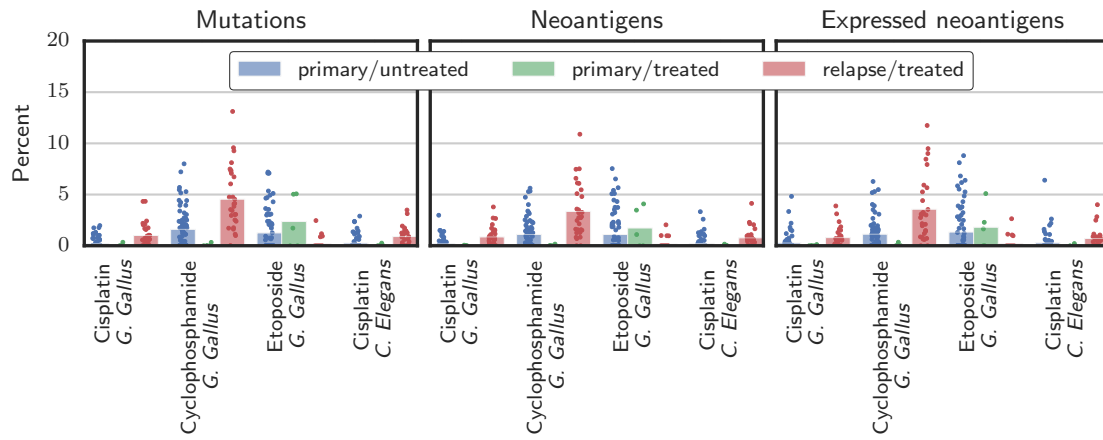 Mutations
Neoantigens
Expressed neoantigens
primary/untreated
primary/treated
relapse/treated
Percent
20
15
10
5
0
Cisplatin
G. Gallus
Cyclophosphamide
G. Gallus
Etoposide
G. Gallus
Cisplatin
C. Elegans
Cisplatin
G. Gallus
Cyclophosphamide
G. Gallus
Etoposide
G. Gallus
Cisplatin
C. Elegans
Cisplatin
G. Gallus
Cyclophosphamide
G. Gallus
Etoposide
G. Gallus
Cisplatin
C. Elegans